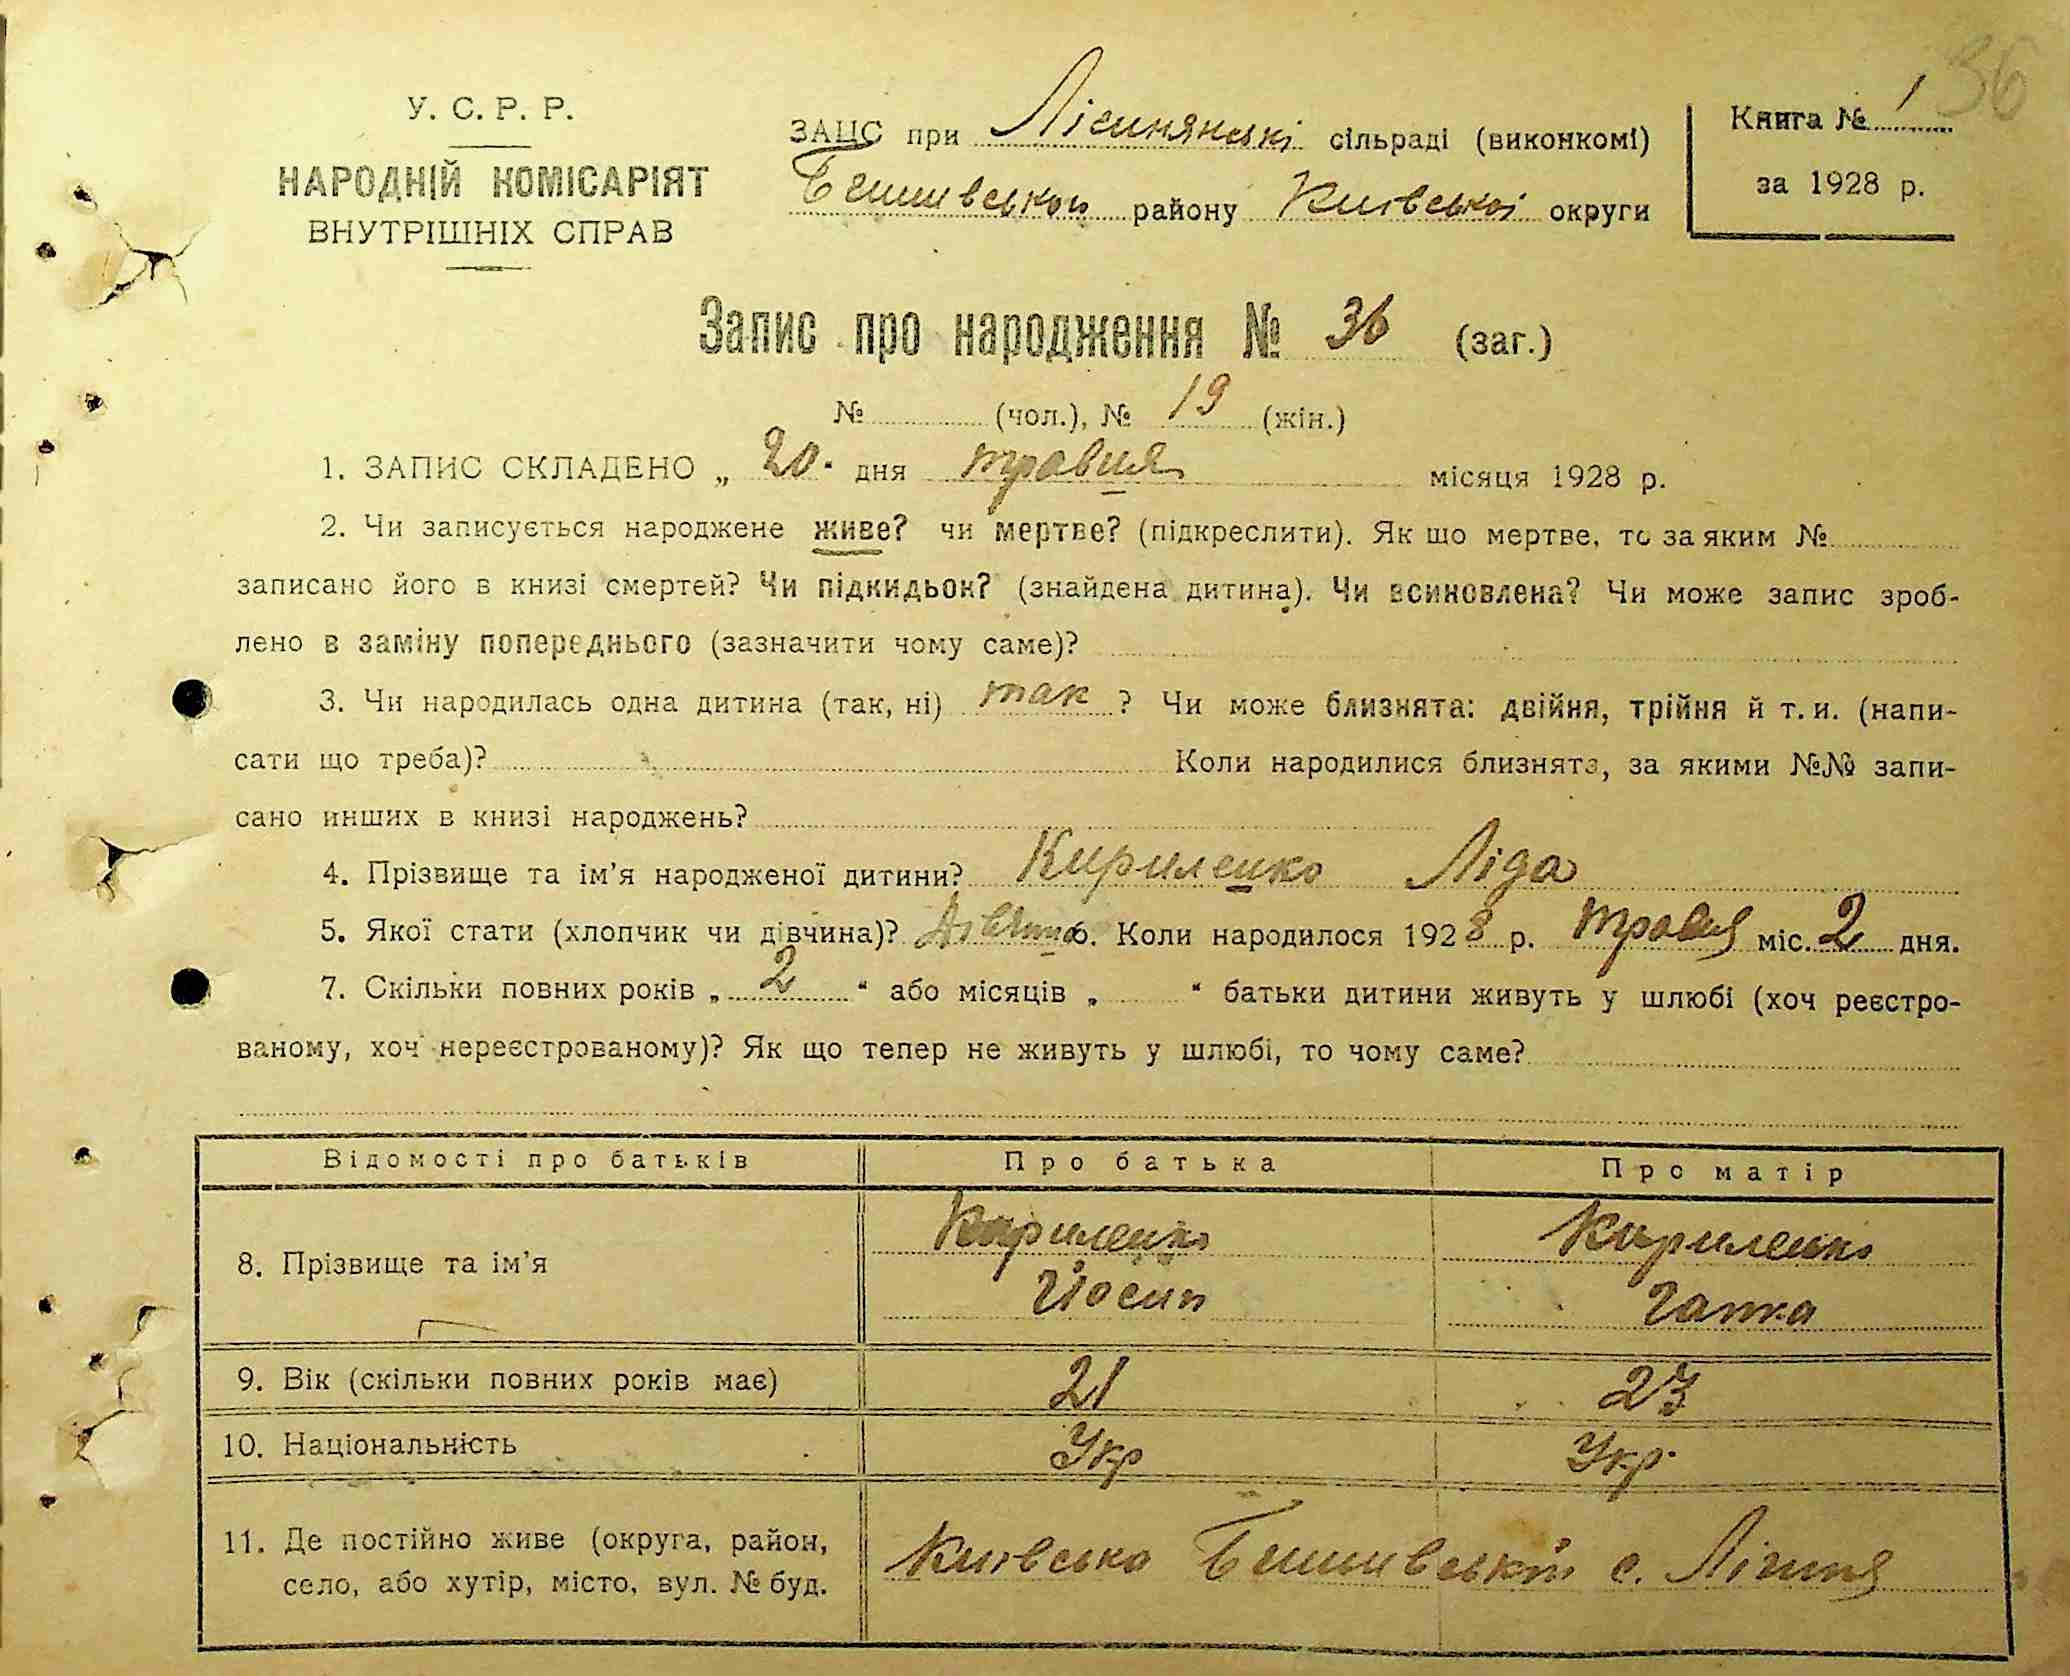 36
У. С. Р. Р.
НАРОДНІЙ КОМІСАРІЯТ
ВНУТРІШНІХ СПРАВ
ЗАЦС при сільраді (виконкомі)
району Київської округи
Книга № 1
за 1928 р.
Запис про народження № 36 (заг.)
№ (чол.), № 19 (жін.)
1. ЗАПИС СКЛАДЕНО „ 20 · дня травня місяця 1928 р.
2. Чи записується народжене живе? чи мертве? (підкреслити). Як що мертве, то за яким №
записано його в книзі смертей? Чи підкидьок? (знайдена дитина). Чи всиновлена? Чи може запис зроб-
лено в заміну попереднього (зазначити чому саме)?
3. Чи народилась одна дитина (так, ні) так ? Чи може близнята: двійня, трійня й т. и. (напи-
сати що треба)? Коли народилися близнята, за якими №№ запи-
сано инших в книзі народжень?
4. Прізвище та ім'я народженої дитини? Кириленко Ліда
5. Якої стати (хлопчик чи дівчина)? Дівчина 6. Коли народилося 1928 р. травня міс. 2 дня.
7. Скільки повних років „ 2 “ або місяців „ “ батьки дитини живуть у шлюбі (хоч реєстро-
ваному, хоч нереєстрованому)? Як що тепер не живуть у шлюбі, то чому саме?
Відомості про батьків Про батька Про матір
8. Прізвище та ім'я Кириленко Йосип Кириленко Гапка
9. Вік (скільки повних років має) 21 23
10. Національність Укр Укр.
11. Де постійно живе (округа, район,
село, або хутір, місто, вул. № буд. Київська с.